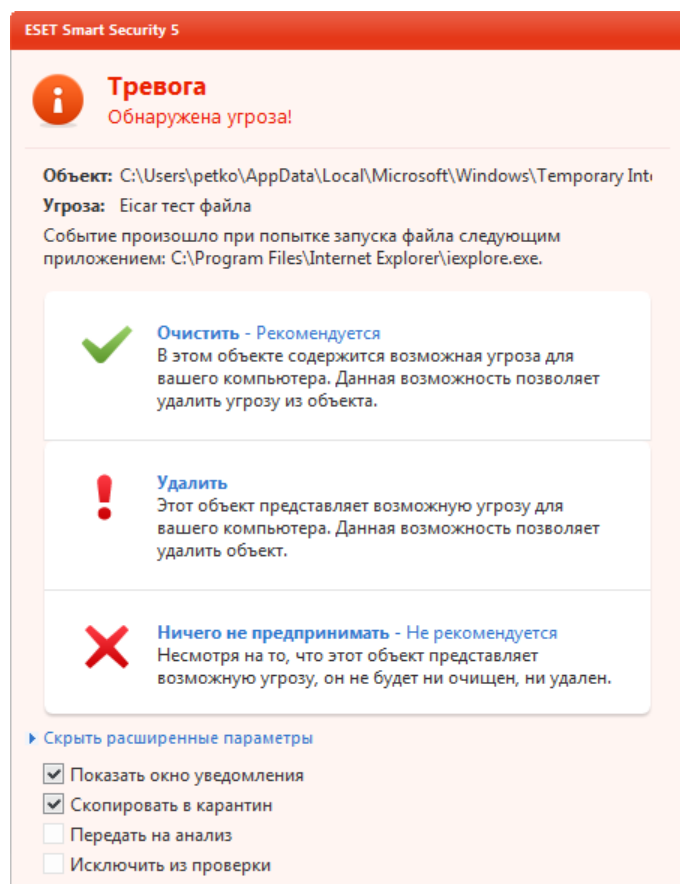 ESET Smart Security 5
Тревога
Обнаружена угроза!
Объект: C:\Users\petko\AppData\Local\Microsoft\Windows\Temporary Inte
Угроза: Eicar тест файла
Событие произошло при попытке запуска файла следующим
приложением: C:\Program Files\Internet Explorer\iexplore.exe.
Очистить - Рекомендуется
В этом объекте содержится возможная угроза для
вашего компьютера. Данная возможность позволяет
удалить угрозу из объекта.
Удалить
Этот объект представляет возможную угрозу для
вашего компьютера. Данная возможность позволяет
удалить объект.
Ничего не предпринимать - Не рекомендуется
Несмотря на то, что этот объект представляет
возможную угрозу, он не будет ни очищен, ни удален.
Скрыть расширенные параметры
Показать окно уведомления
Скопировать в карантин
Передать на анализ
Исключить из проверки